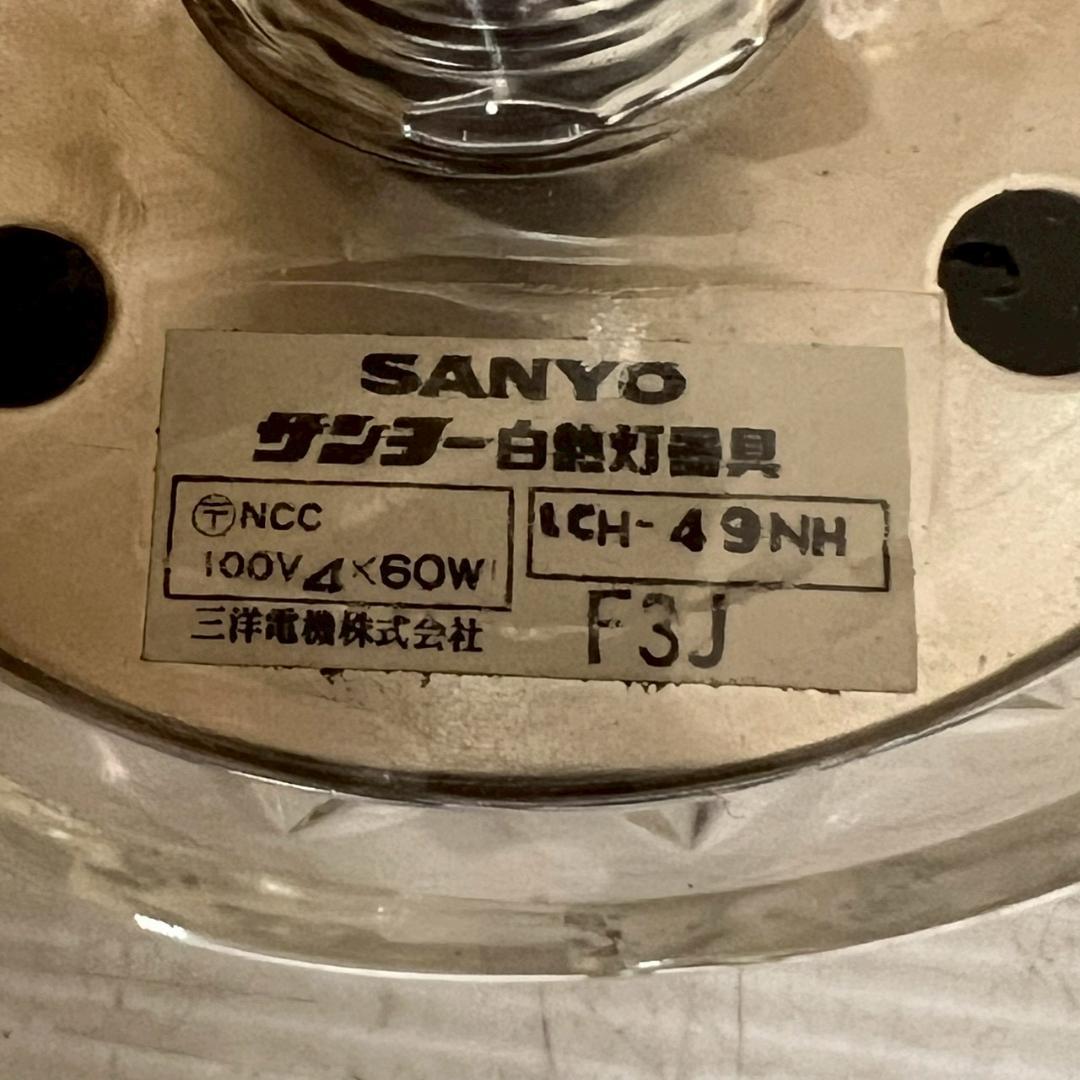 SANYO
サンヨー白熱灯器具
〶NCC
100V 4×60W
LCH-49NH
三洋電機株式会社
F3J